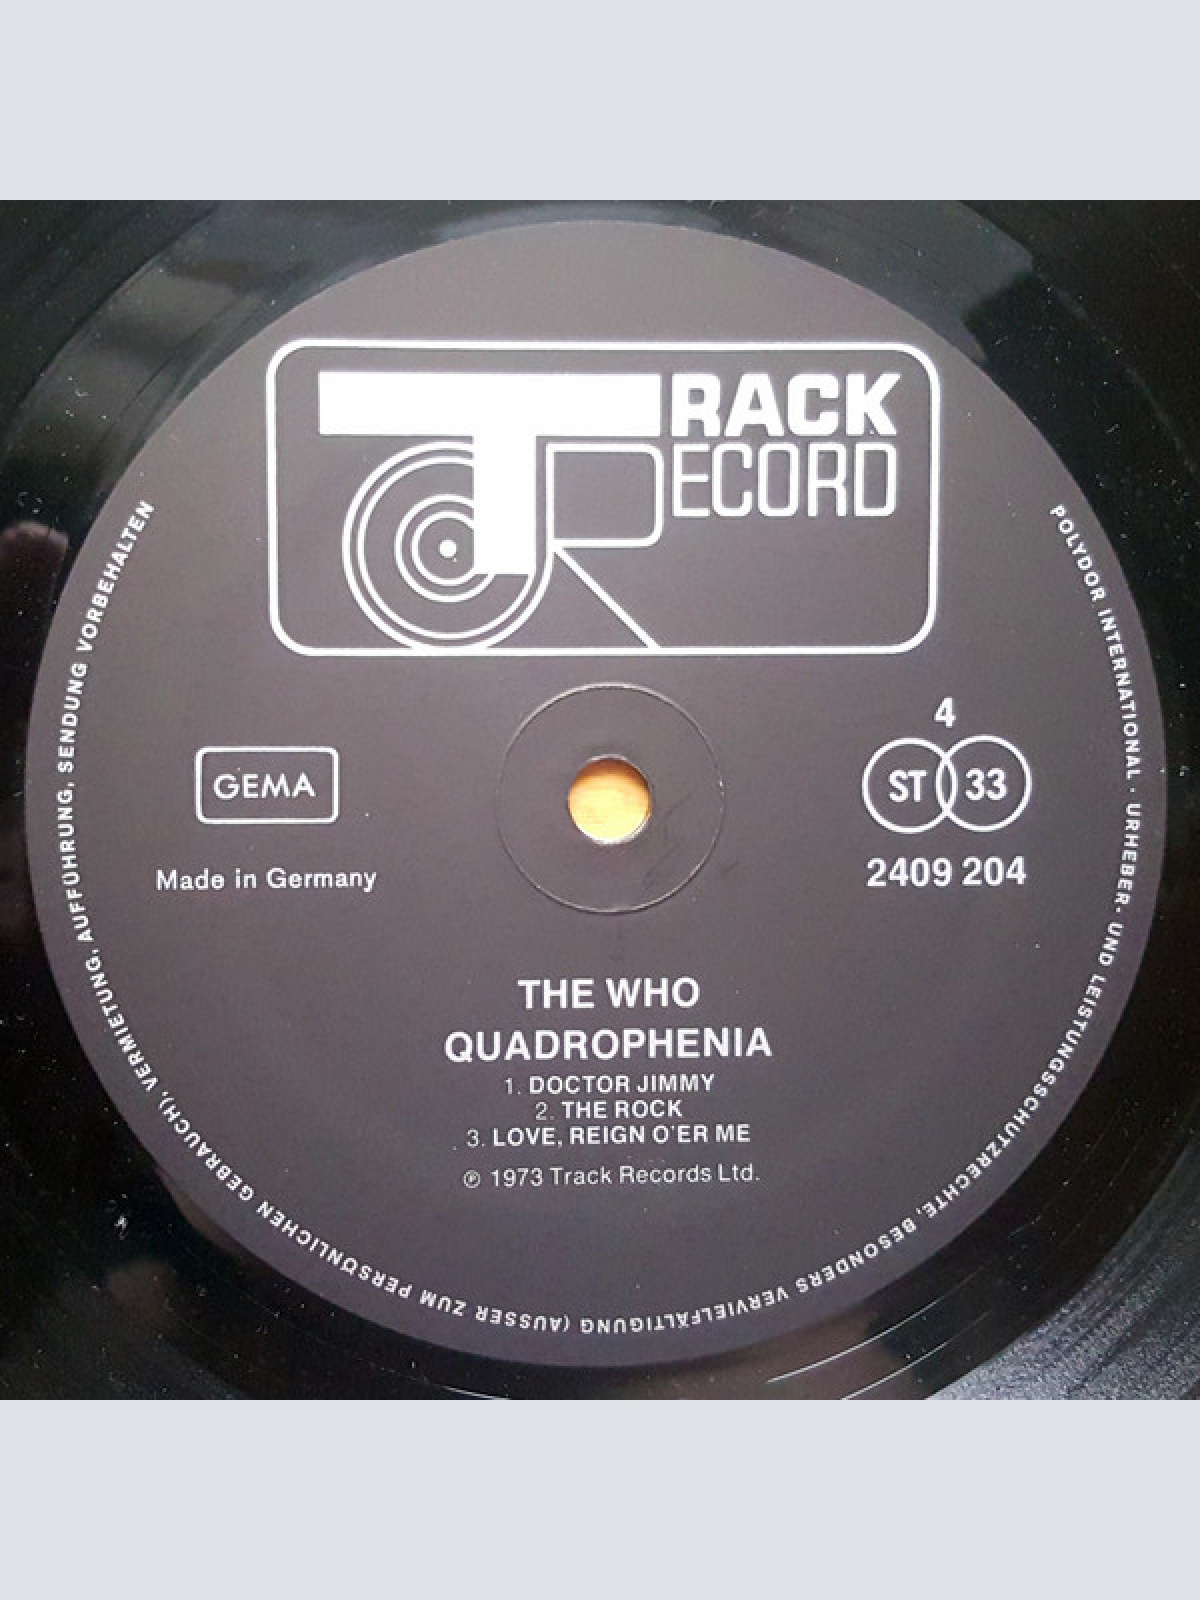 TRACK
RECORD
4
ST 33
GEMA
2409 204
Made in Germany
THE WHO
QUADROPHENIA
1. DOCTOR JIMMY
2. THE ROCK
3. LOVE, REIGN O'ER ME
℗ 1973 Track Records Ltd.
POLYDOR INTERNATIONAL · URHEBER- UND LEISTUNGSSCHUTZRECHTE, BESONDERS VERVIELFÄLTIGUNG (AUSSER ZUM PERSÖNLICHEN GEBRAUCH), VERMIETUNG, AUFFÜHRUNG, SENDUNG VORBEHALTEN